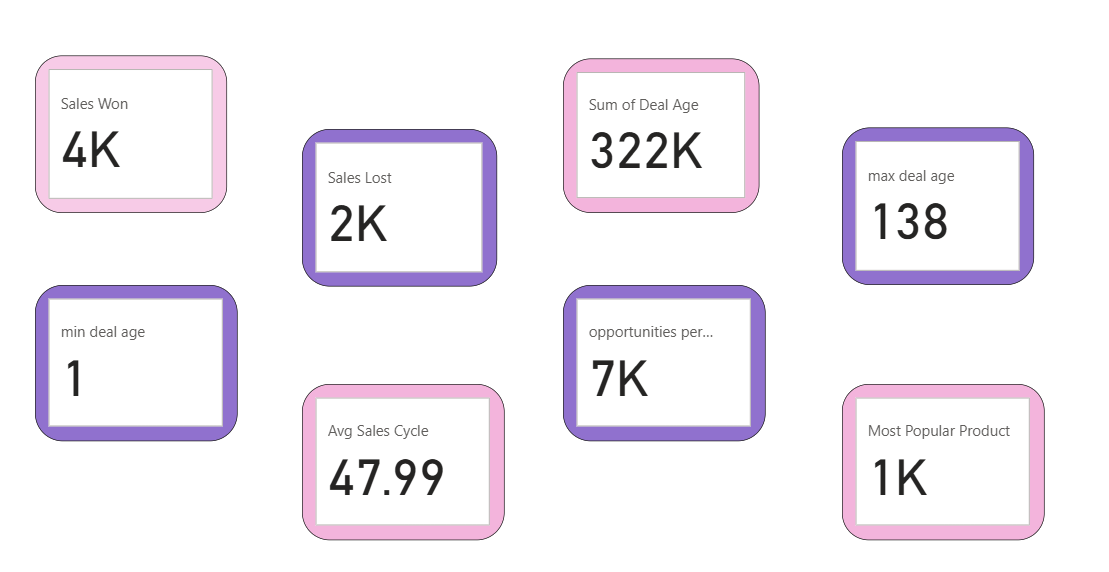 Sales Won
4K
Sales Lost
2K
Sum of Deal Age
322K
max deal age
138
min deal age
1
Avg Sales Cycle
47.99
opportunities per...
7K
Most Popular Product
1K